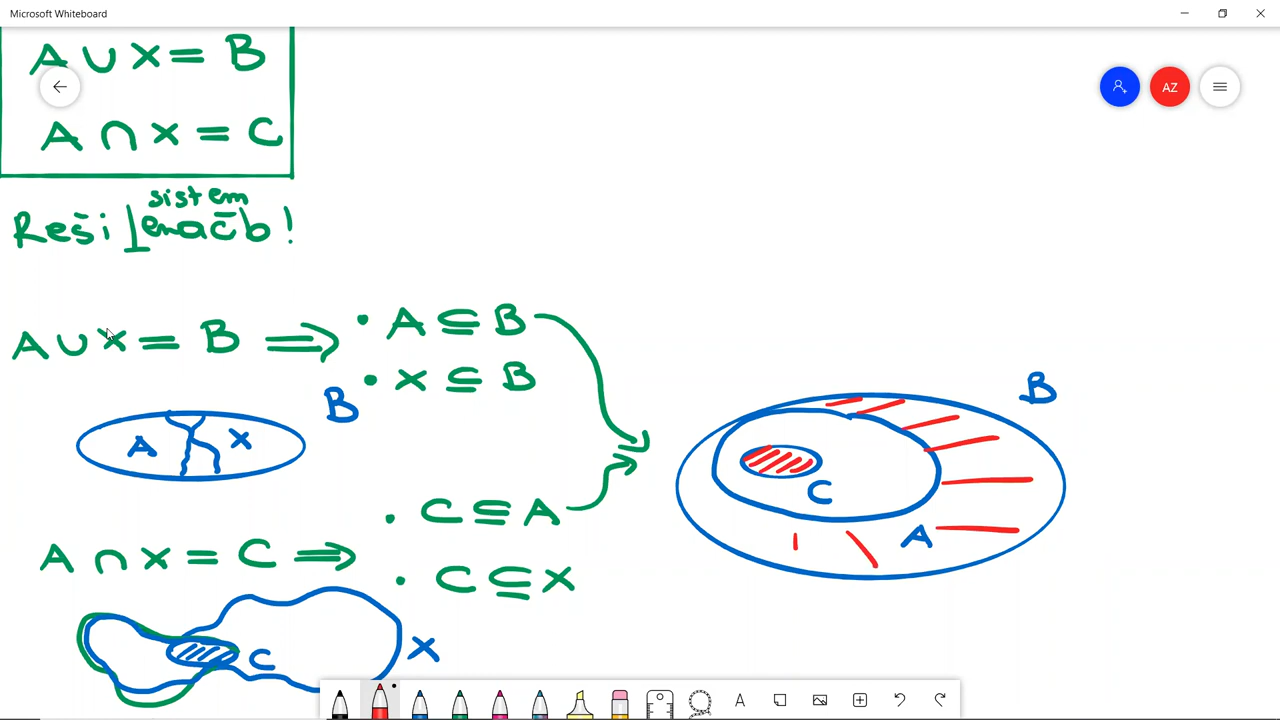 Microsoft Whiteboard
A ∪ X = B
A ∩ X = C
AZ
sistem
Reši enačb!
A ∪ X = B ⟹ • A ⊆ B
• X ⊆ B
B
A X
B
C
A
• C ⊆ A
A ∩ X = C ⟹
• C ⊆ X
C X
A